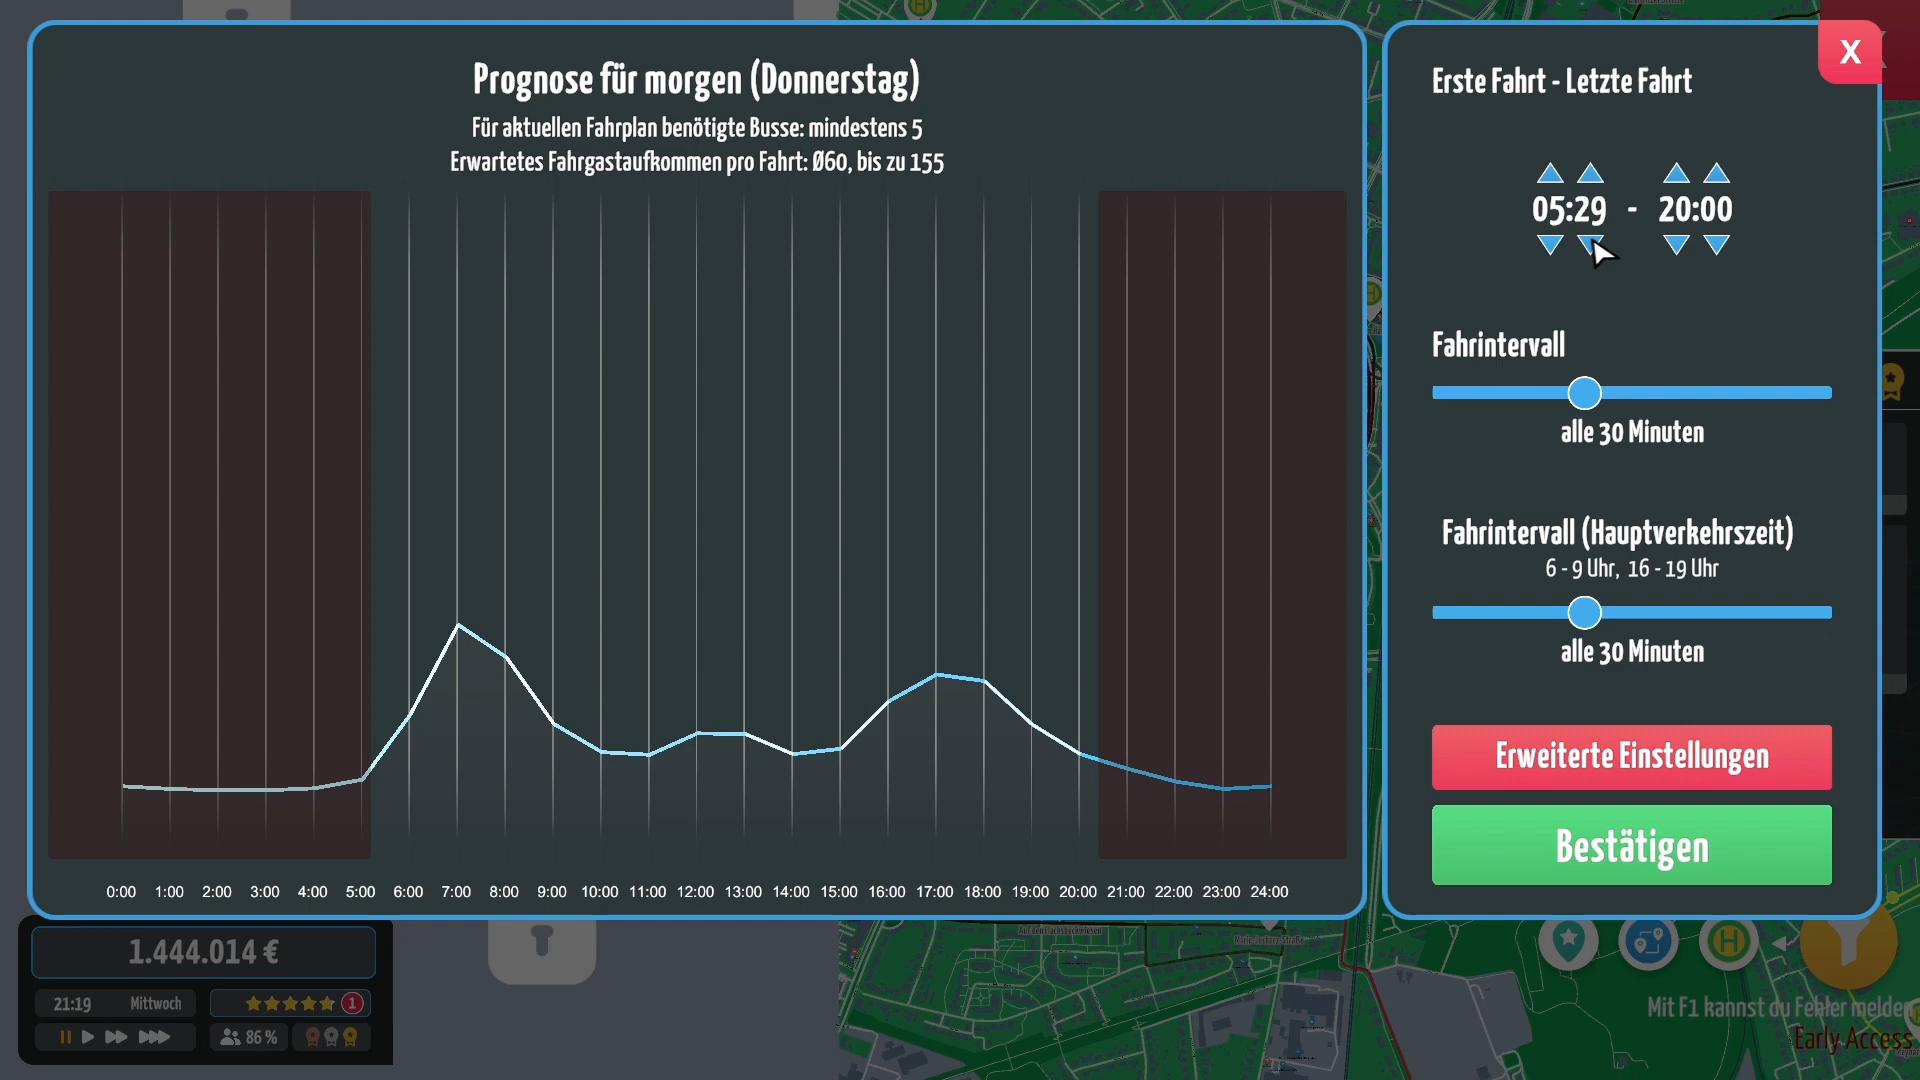 Prognose für morgen (Donnerstag)
Für aktuellen Fahrplan benötigte Busse: mindestens 5
Erwartetes Fahrgastaufkommen pro Fahrt: Ø60, bis zu 155
0:00 1:00 2:00 3:00 4:00 5:00 6:00 7:00 8:00 9:00 10:00 11:00 12:00 13:00 14:00 15:00 16:00 17:00 18:00 19:00 20:00 21:00 22:00 23:00 24:00
X
Erste Fahrt - Letzte Fahrt
05:29 - 20:00
Fahrintervall
alle 30 Minuten
Fahrintervall (Hauptverkehrszeit)
6 - 9 Uhr, 16 - 19 Uhr
alle 30 Minuten
Erweiterte Einstellungen
Bestätigen
1.444.014 €
21:19 Mittwoch
1
86 %
H
Mit F1 kannst du Fehler melden
Early Access